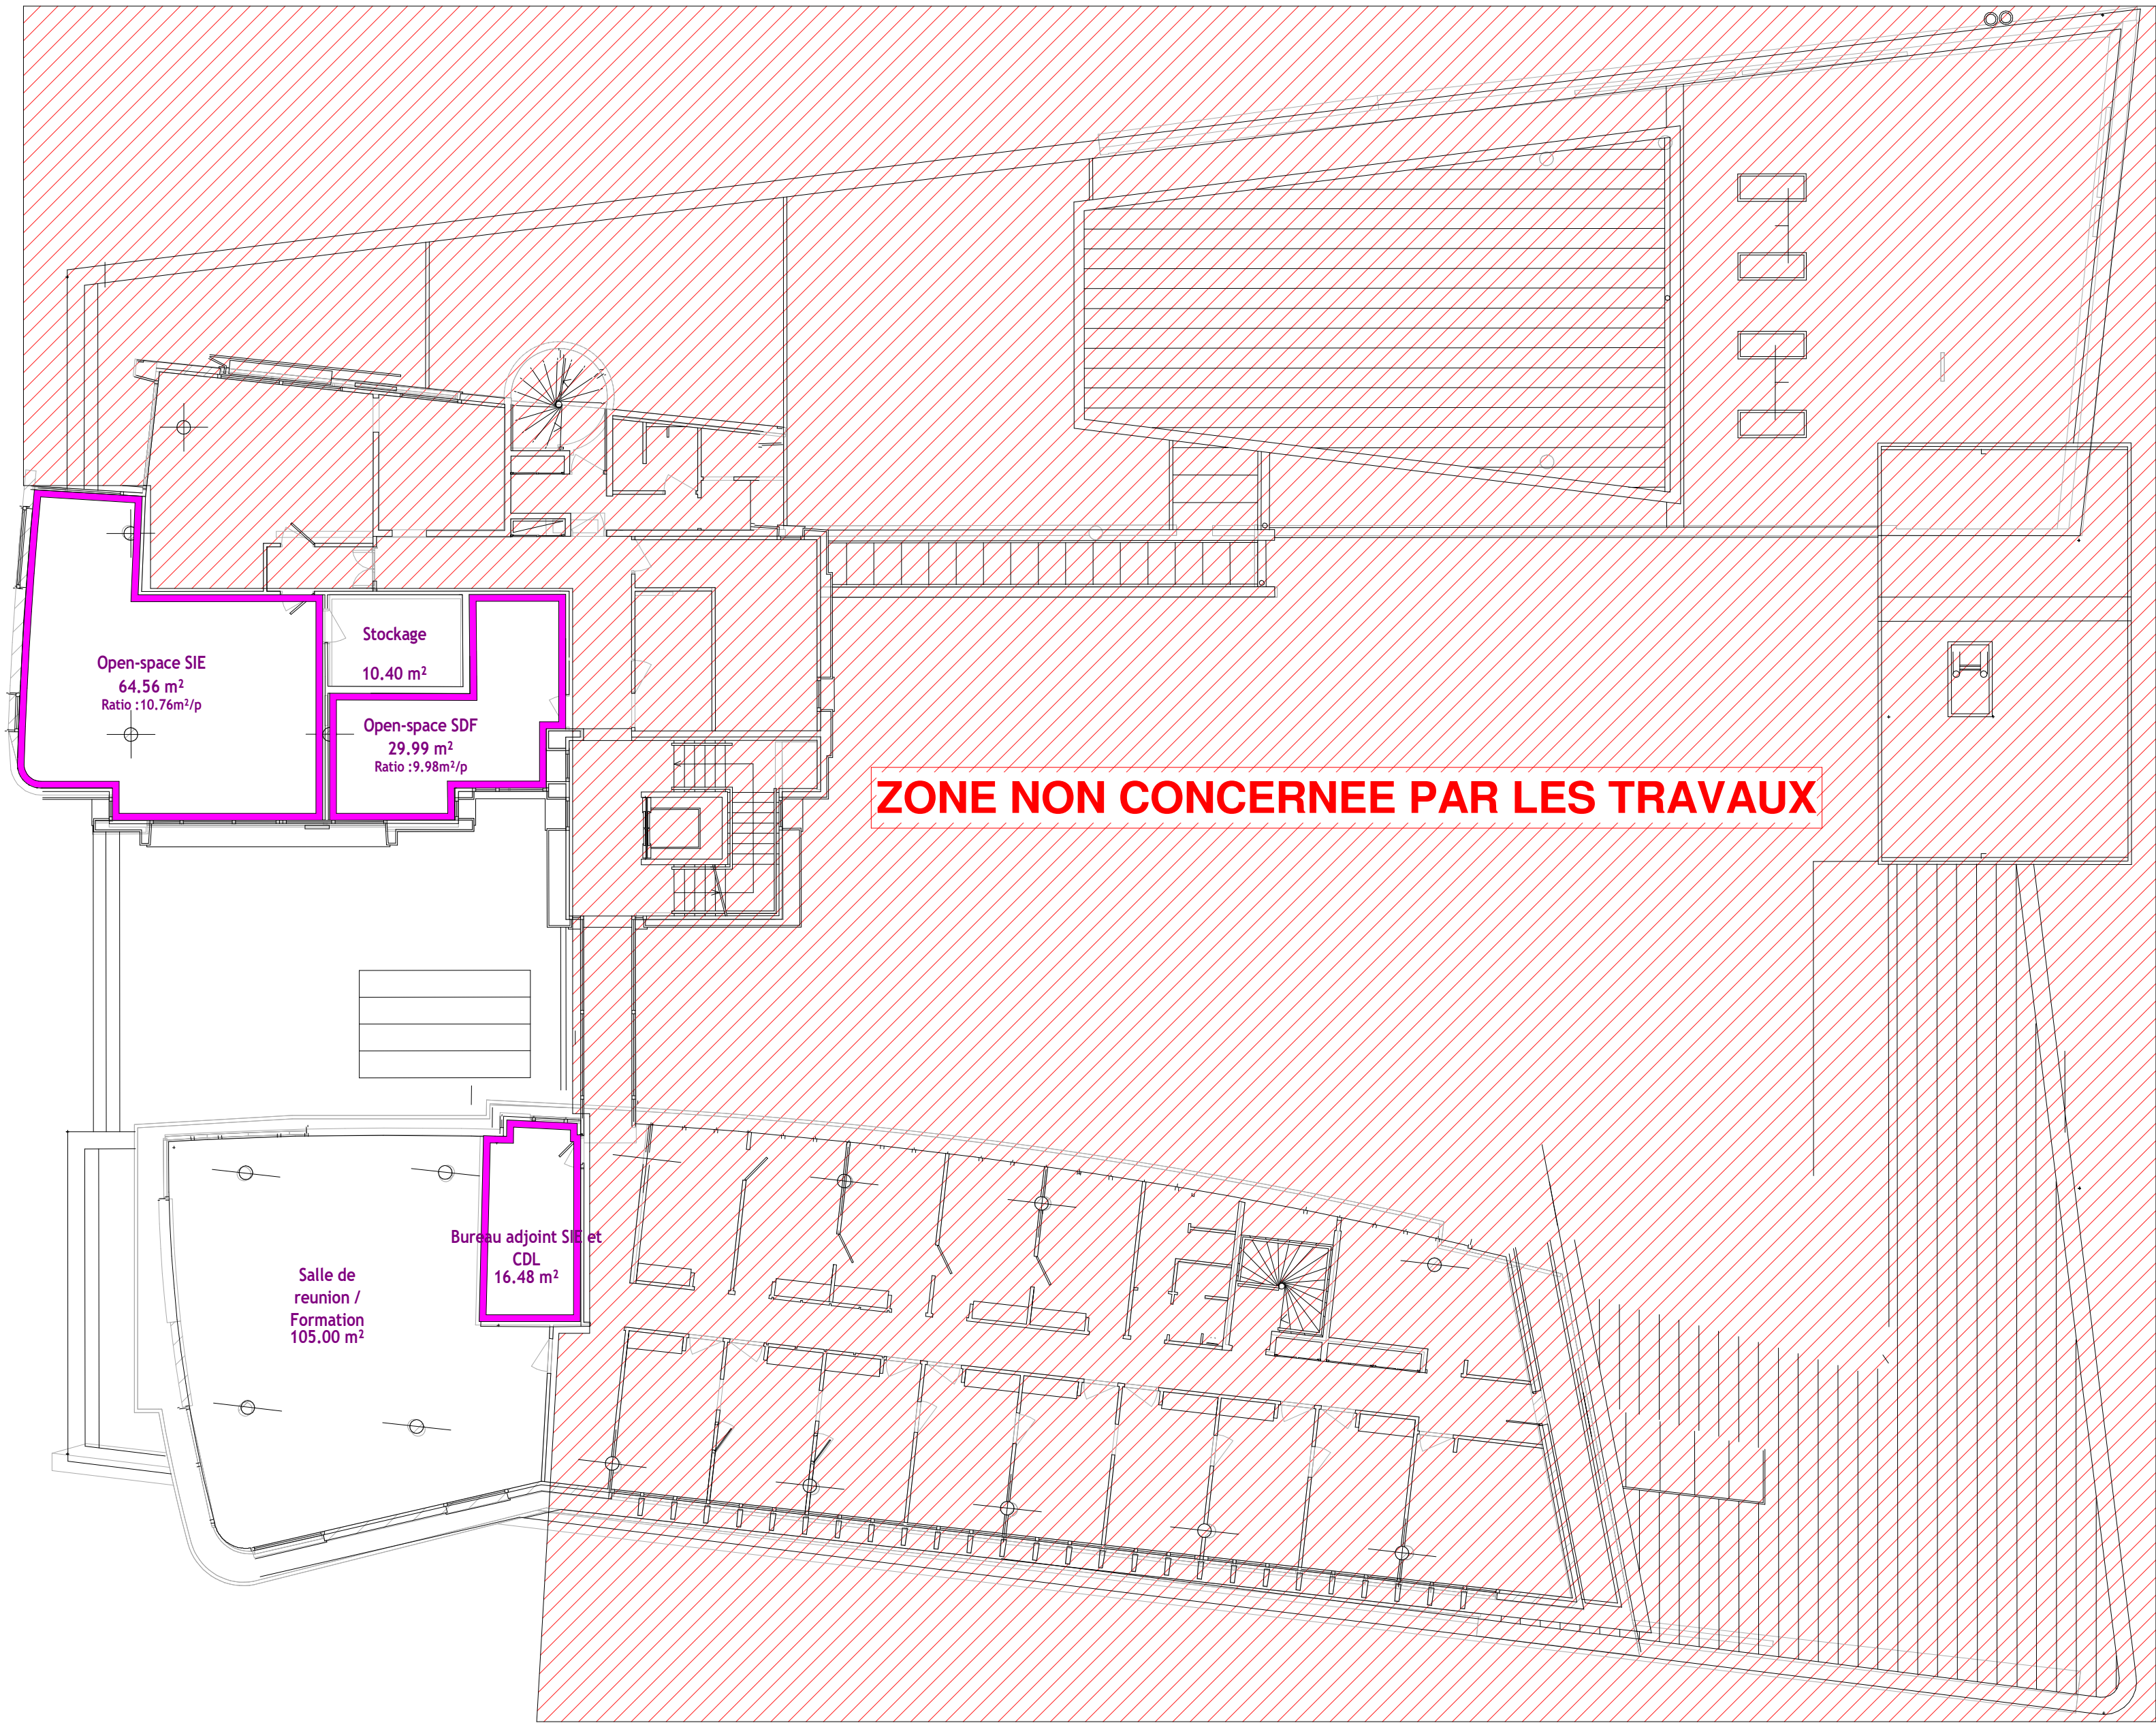 Stockage
10.40 m²
Open-space SIE
64.56 m²
Ratio :10.76m²/p
Open-space SDF
29.99 m²
Ratio :9.98m²/p
ZONE NON CONCERNEE PAR LES TRAVAUX
Bureau adjoint SIE et
CDL
16.48 m²
Salle de
reunion /
Formation
105.00 m²